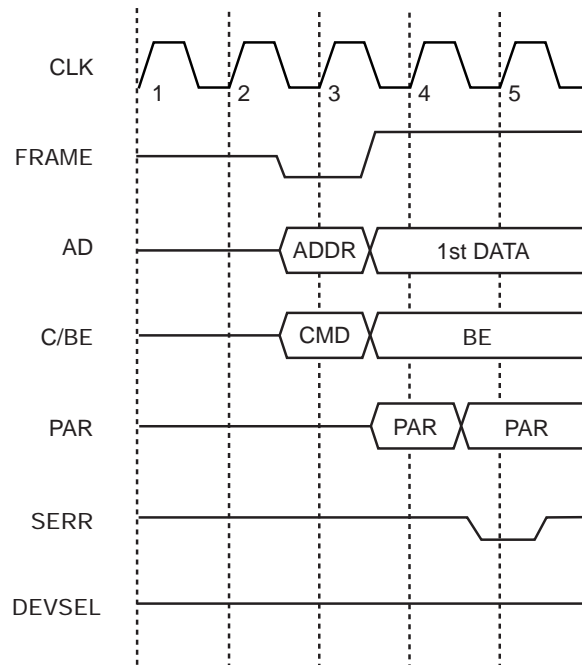 CLK
1 2 3 4 5
FRAME
AD ADDR 1st DATA
C/BE CMD BE
PAR PAR PAR
SERR
DEVSEL